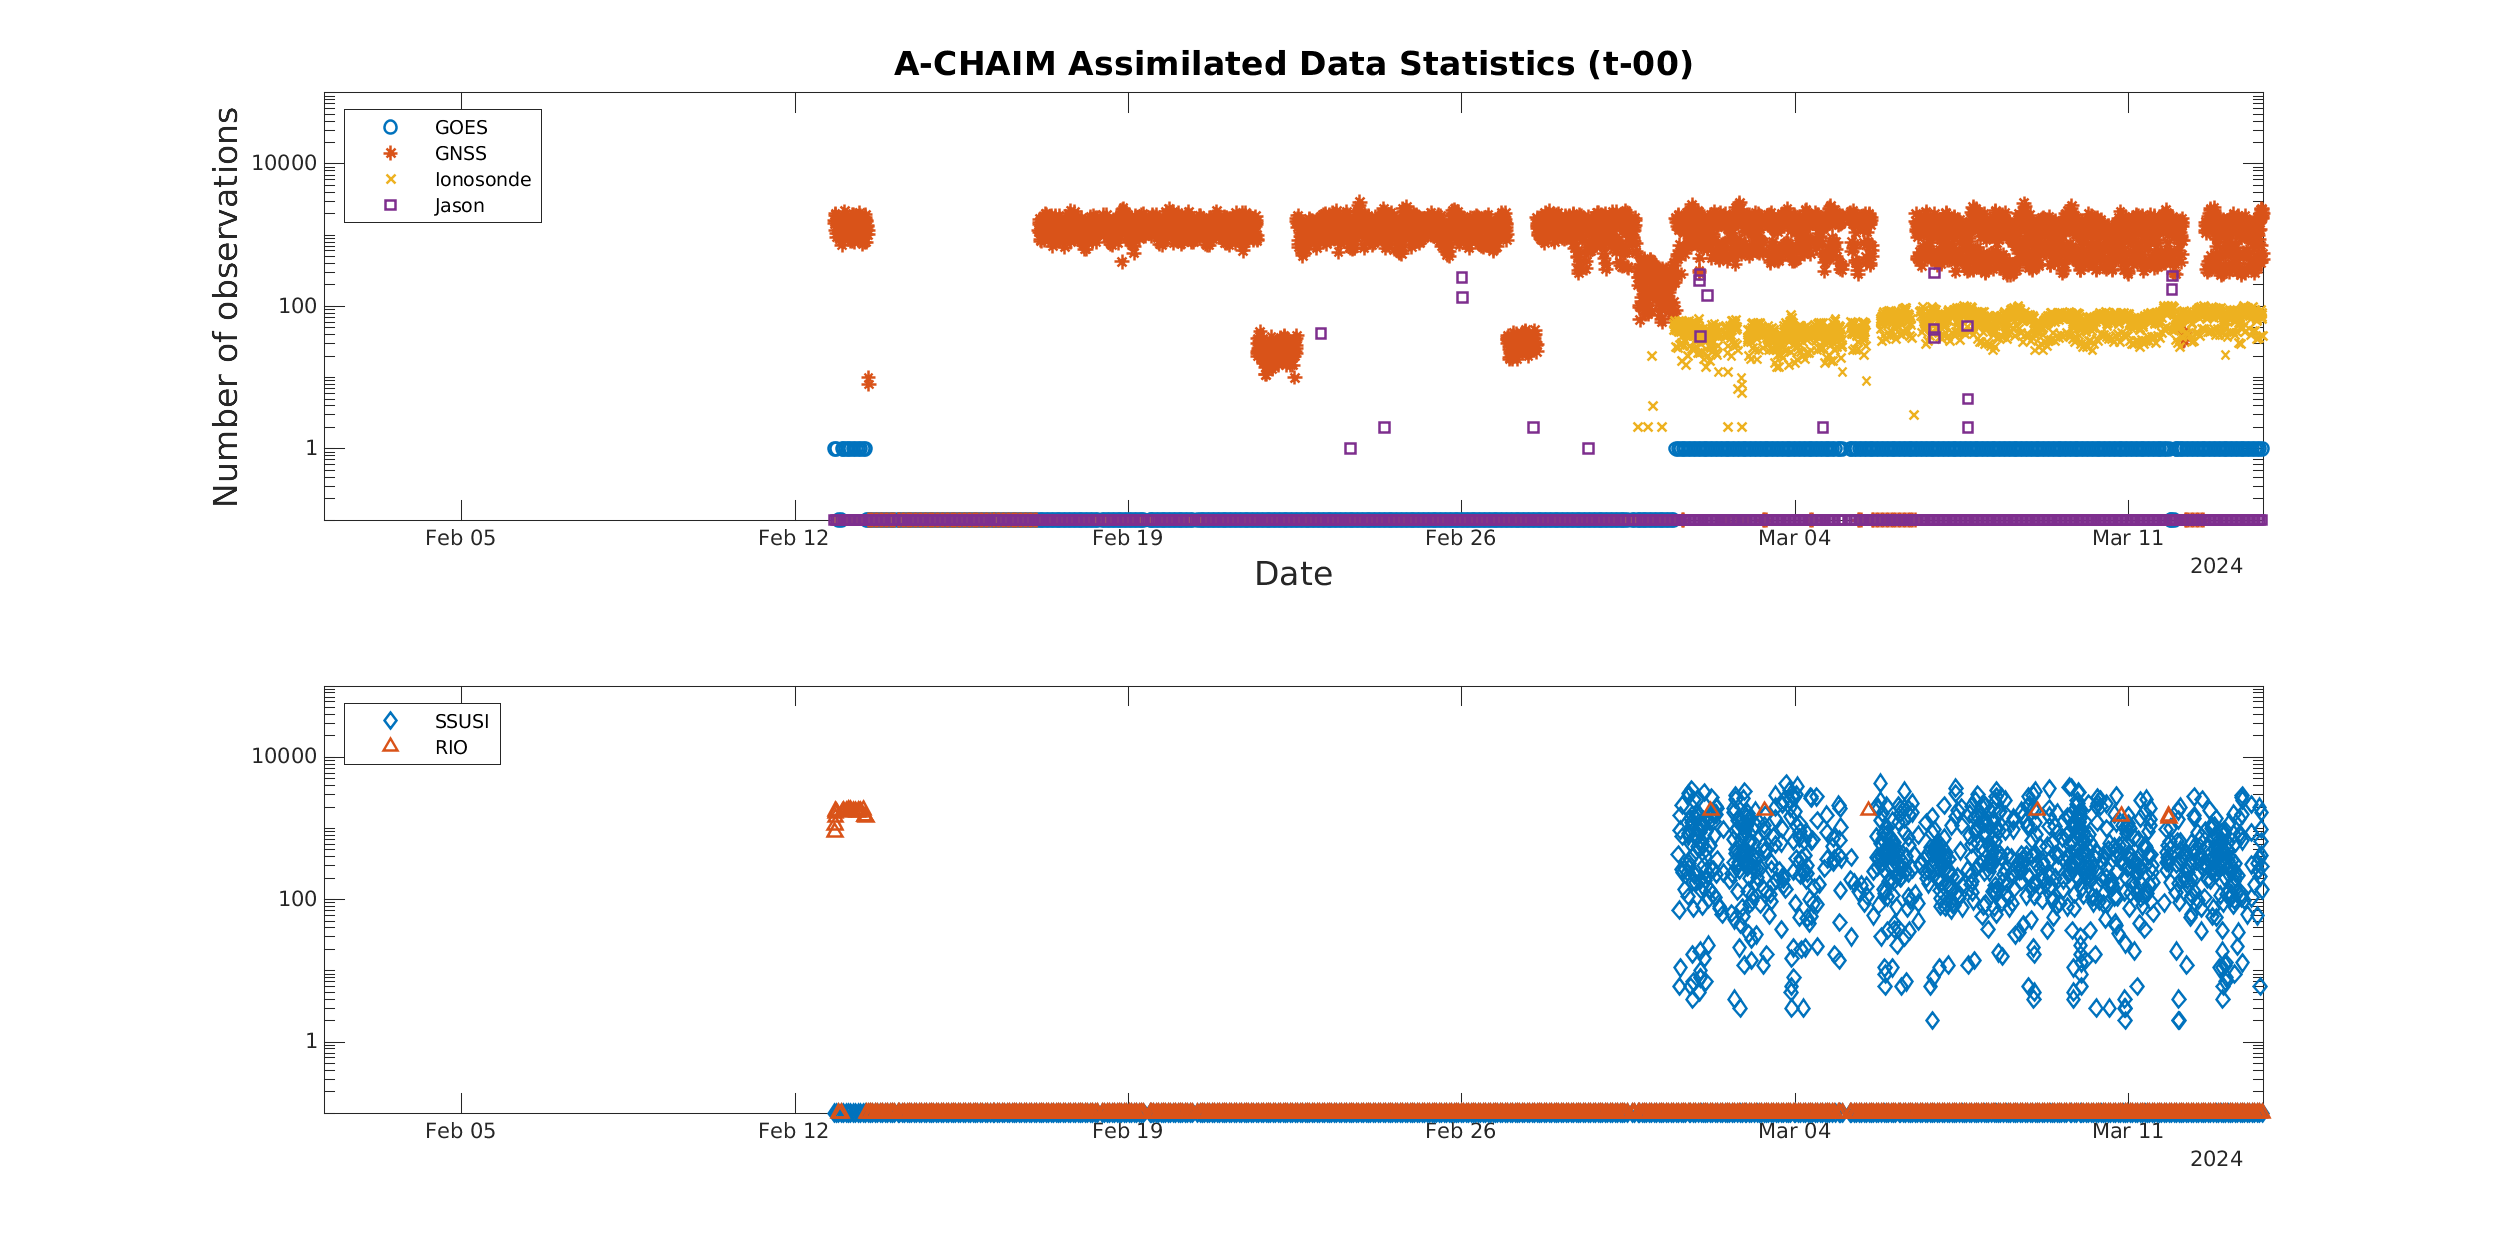 A-CHAIM Assimilated Data Statistics (t-00)
Number of observations
GOES
GNSS
Ionosonde
Jason
10000
100
1
Feb 05
Feb 12
Feb 19
Feb 26
Mar 04
Mar 11
2024
Date
SSUSI
RIO
10000
100
1
Feb 05
Feb 12
Feb 19
Feb 26
Mar 04
Mar 11
2024